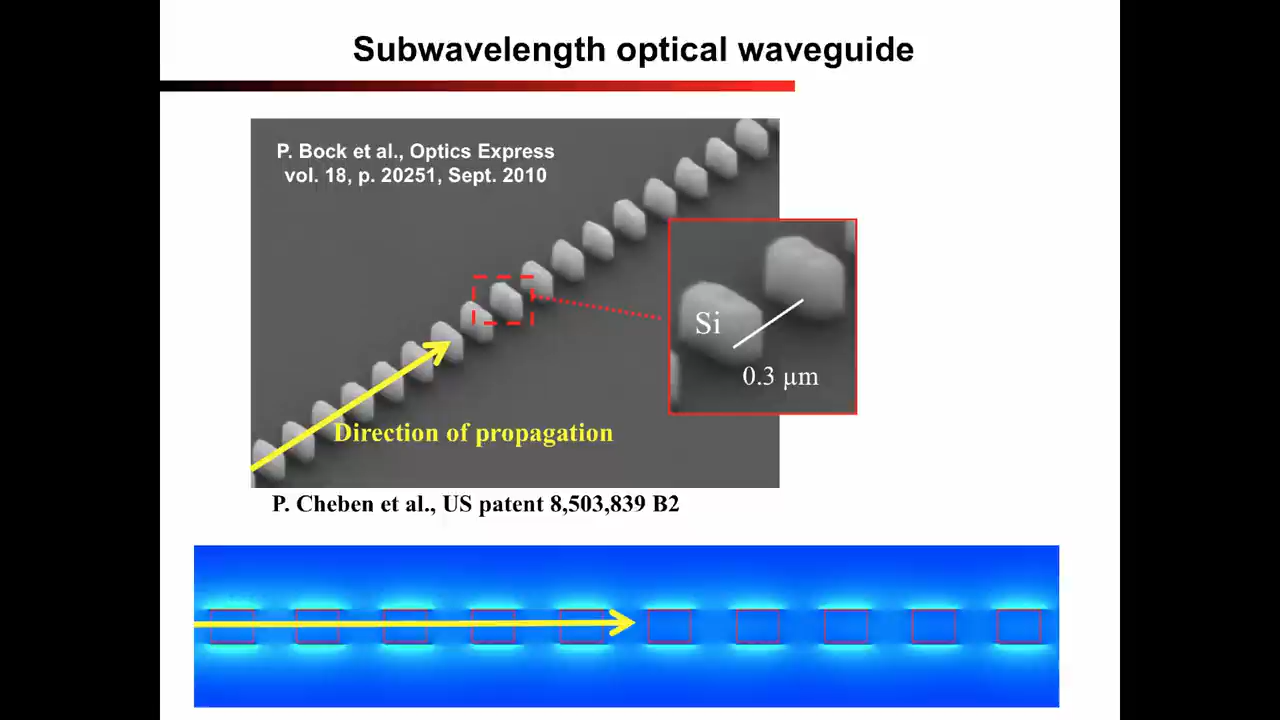 Subwavelength optical waveguide
P. Bock et al., Optics Express
vol. 18, p. 20251, Sept. 2010
Si
0.3 µm
Direction of propagation
P. Cheben et al., US patent 8,503,839 B2